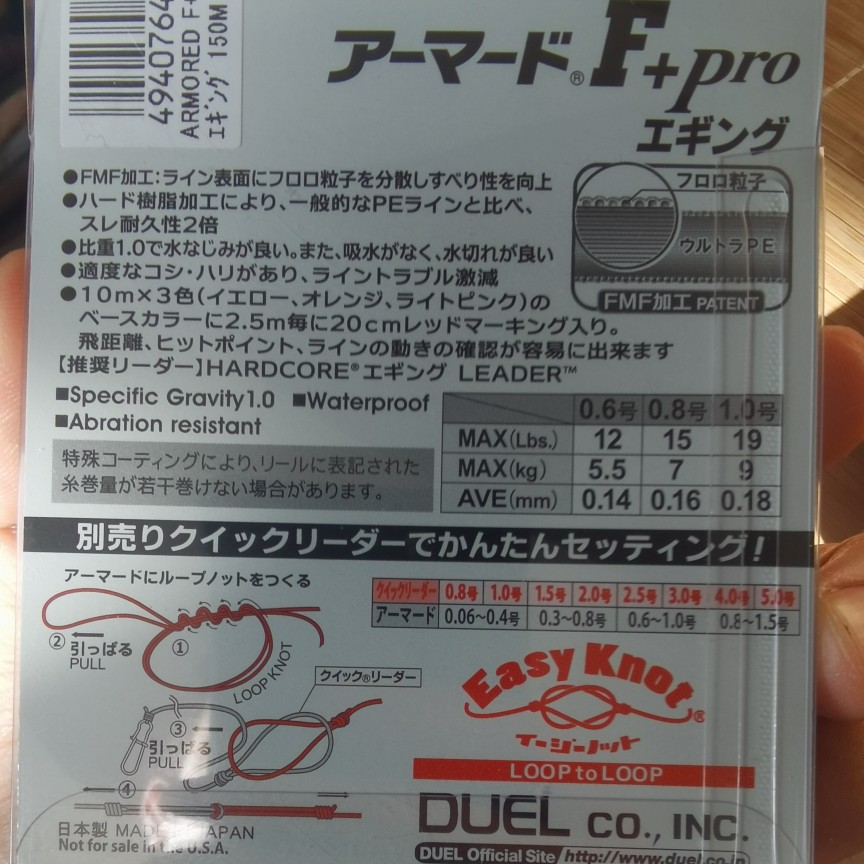 4940764
ARMORED F+
エギング 150M
アーマード® F+pro
エギング
●FMF加工:ライン表面にフロロ粒子を分散しすべり性を向上
●ハード樹脂加工により、一般的なPEラインと比べ、
スレ耐久性2倍
●比重1.0で水なじみが良い。また、吸水がなく、水切れが良い
●適度なコシ・ハリがあり、ライントラブル激減
●10m×3色(イエロー、オレンジ、ライトピンク)の
ベースカラーに2.5m毎に20cmレッドマーキング入り。
飛距離、ヒットポイント、ラインの動きの確認が容易に出来ます
【推奨リーダー】HARDCORE®エギング LEADER™
フロロ粒子
ウルトラPE
FMF加工 PATENT
■Specific Gravity1.0 ■Waterproof
■Abration resistant
特殊コーティングにより、リールに表記された
糸巻量が若干巻けない場合があります。
0.6号 0.8号 1.0号
MAX(Lbs.) 12 15 19
MAX(kg) 5.5 7 9
AVE(mm) 0.14 0.16 0.18
別売りクイックリーダーでかんたんセッティング!
アーマードにループノットをつくる
②
引っぱる
PULL
①
LOOP KNOT
クイック®リーダー
③
引っぱる
PULL
④
クイックリーダー 0.8号 1.0号 1.5号 2.0号 2.5号 3.0号 4.0号 5.0号
アーマード 0.06~0.4号 0.3~0.8号 0.6~1.0号 0.8~1.5号
Easy Knot®
イージーノット
LOOP to LOOP
日本製 MADE IN JAPAN
Not for sale in the U.S.A.
DUEL CO., INC.
DUEL Official Site http://www.duel.co.jp